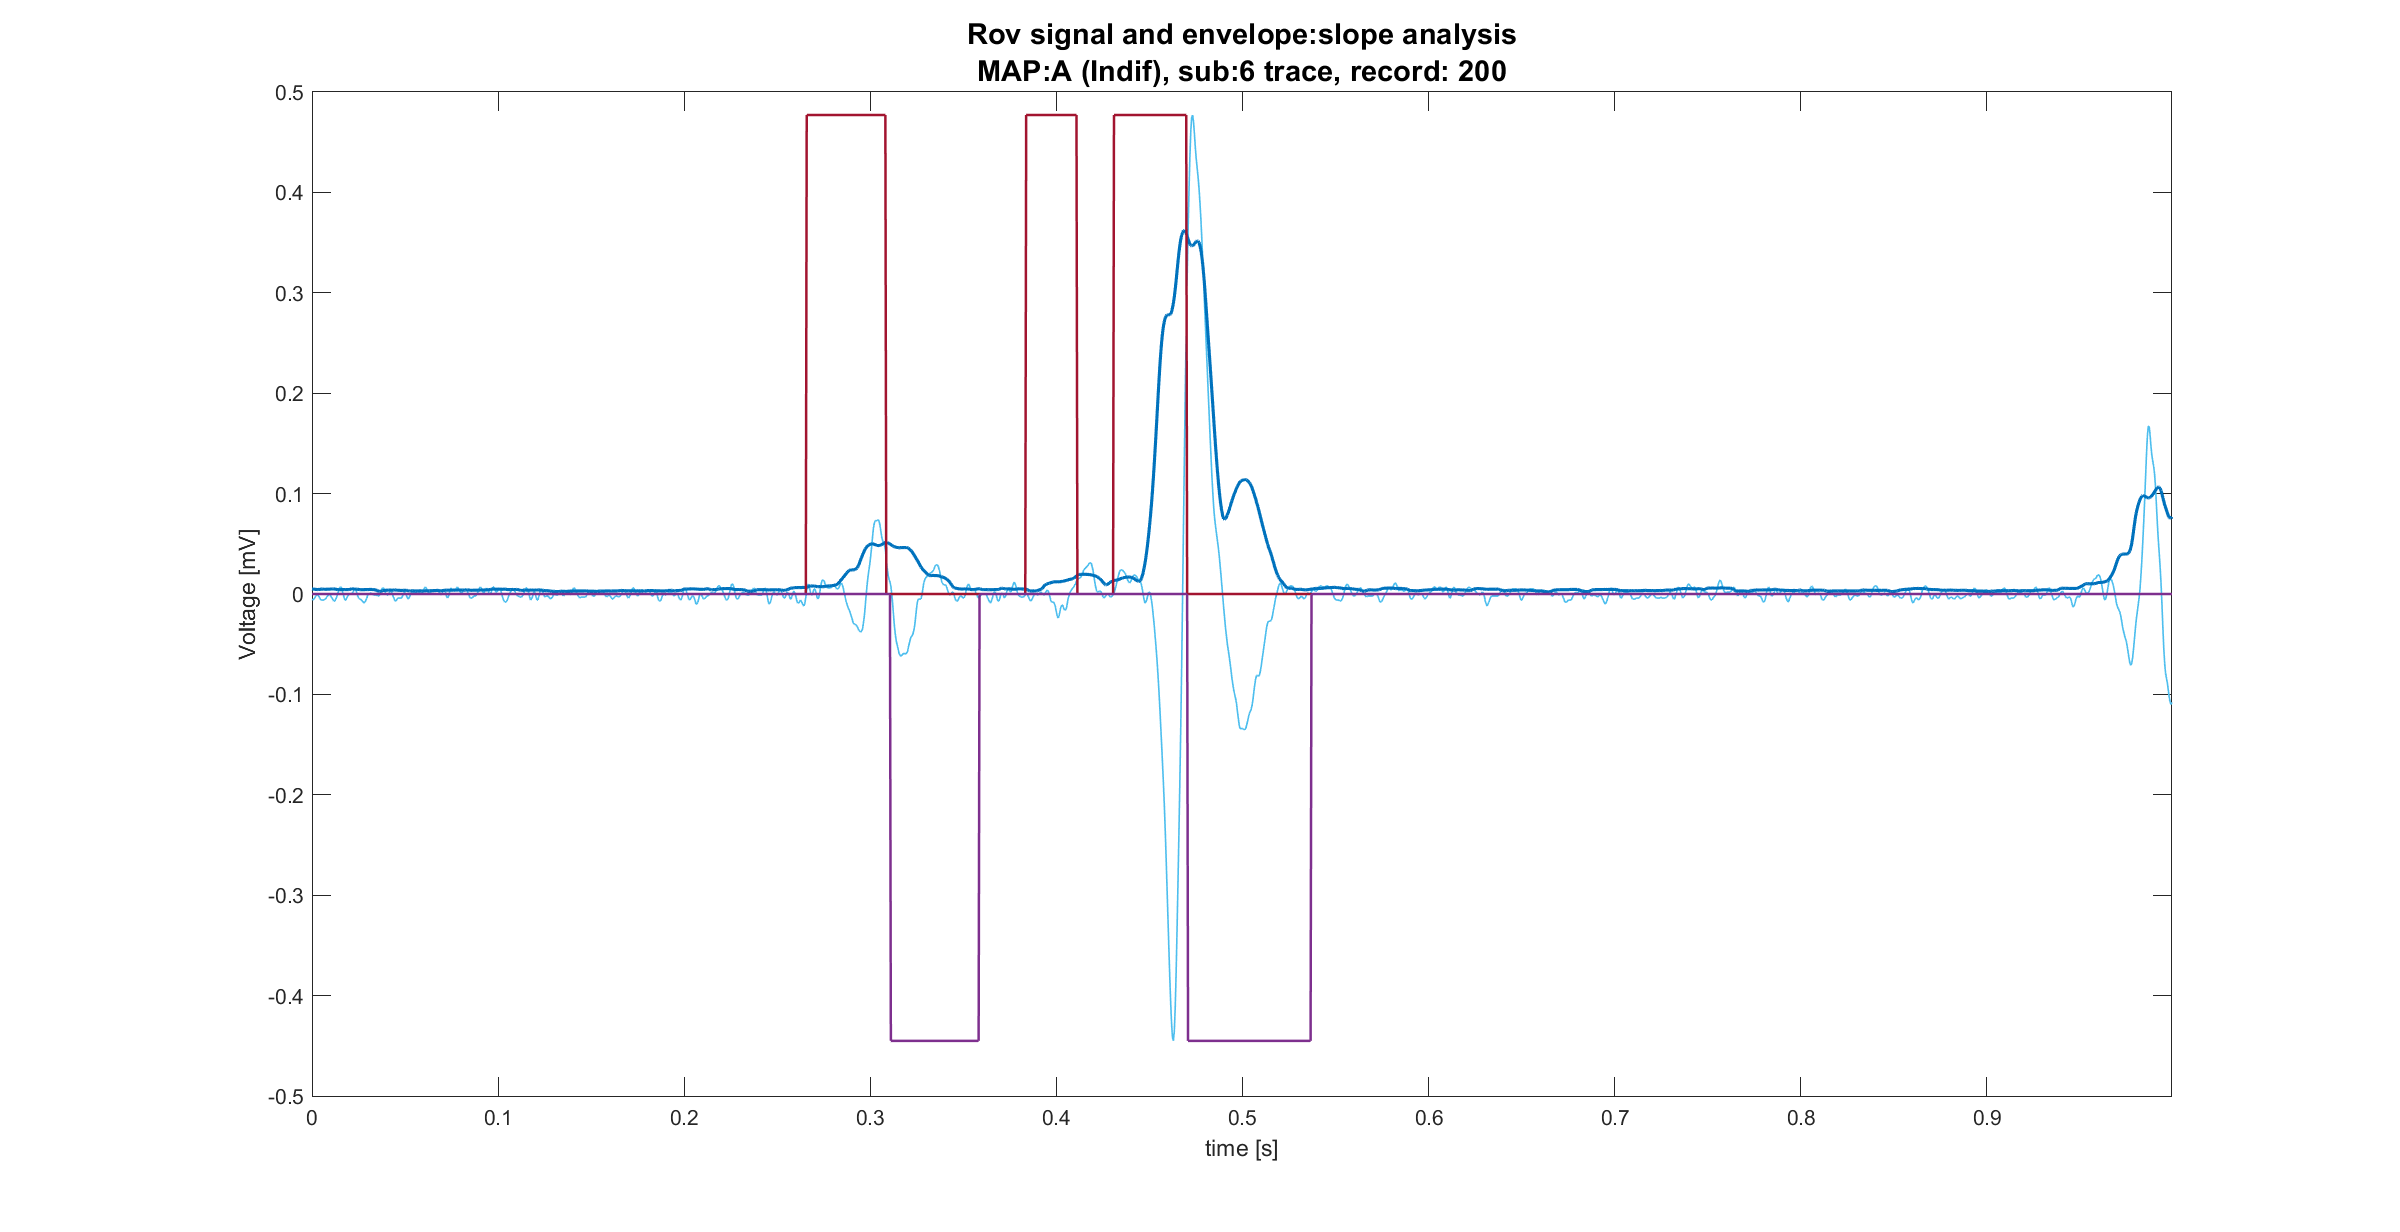 Rov signal and envelope:slope analysis
MAP:A (Indif), sub:6 trace, record: 200
0.5
0.4
0.3
0.2
0.1
0
-0.1
-0.2
-0.3
-0.4
-0.5
Voltage [mV]
0 0.1 0.2 0.3 0.4 0.5 0.6 0.7 0.8 0.9
time [s]